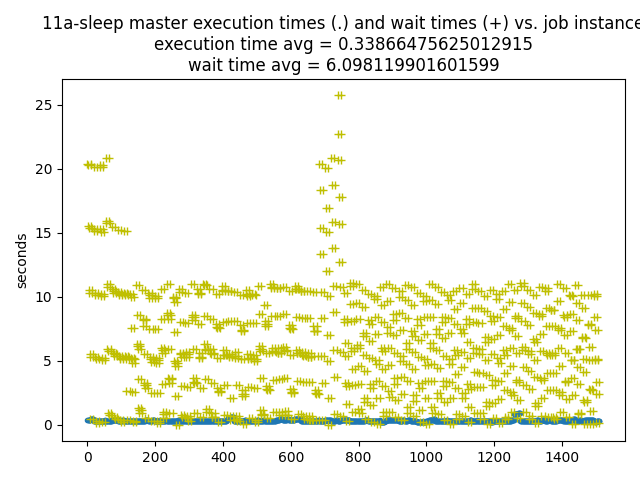 11a-sleep master execution times (.) and wait times (+) vs. job instance
execution time avg = 0.33866475625012915
wait time avg = 6.098119901601599
25
20
15
10
5
0
seconds
0 200 400 600 800 1000 1200 1400